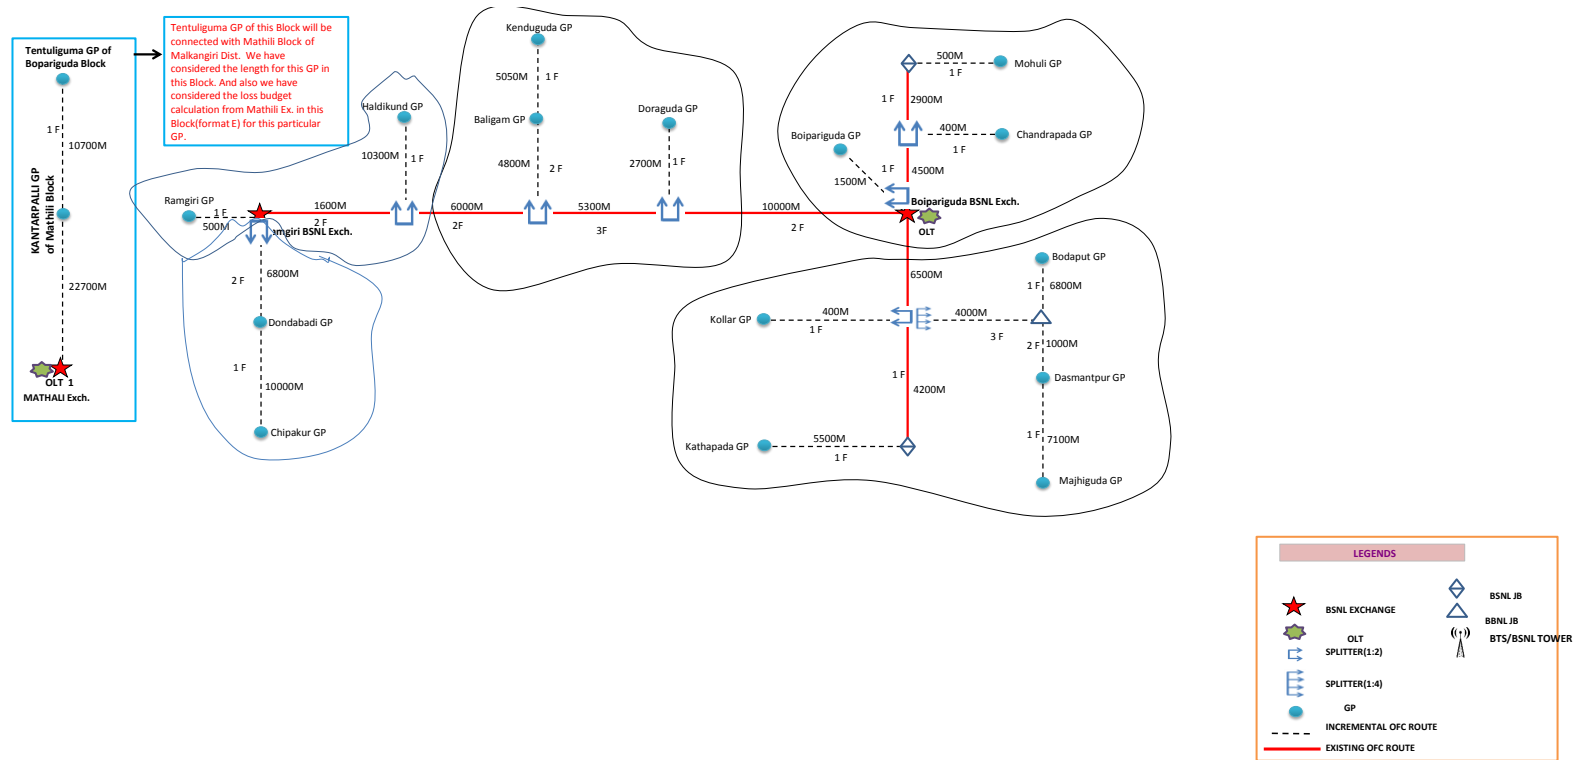 Tentuliguma GP of
Bopariguda Block
1 F
10700M
KANTARPALLI GP
of Mathili Block
22700M
OLT 1
MATHALI Exch.
Tentuliguma GP of this Block will be
connected with Mathili Block of
Malkangiri Dist. We have
considered the length for this GP in
this Block. And also we have
considered the loss budget
calculation from Mathili Ex. in this
Block(format E) for this particular
GP.
Haldikund GP
10300M
1 F
Ramgiri GP
1 F
500M
1600M
2 F
mgiri BSNL Exch.
2 F
6800M
Dondabadi GP
1 F
10000M
Chipakur GP
Kenduguda GP
5050M
1 F
Baligam GP
4800M
2 F
Doraguda GP
2700M
1 F
6000M
2F
5300M
3F
10000M
2 F
500M
1 F
Mohuli GP
1 F
2900M
400M
1 F
Chandrapada GP
Boipariguda GP
1500M
1 F
4500M
Boipariguda BSNL Exch.
OLT
6500M
Kollar GP
400M
1 F
4000M
3 F
Bodaput GP
1 F
6800M
2 F
1000M
Dasmantpur GP
1 F
7100M
Majhiguda GP
1 F
4200M
Kathapada GP
5500M
1 F
LEGENDS
BSNL EXCHANGE
OLT
SPLITTER(1:2)
SPLITTER(1:4)
GP
INCREMENTAL OFC ROUTE
EXISTING OFC ROUTE
BSNL JB
BBNL JB
BTS/BSNL TOWER